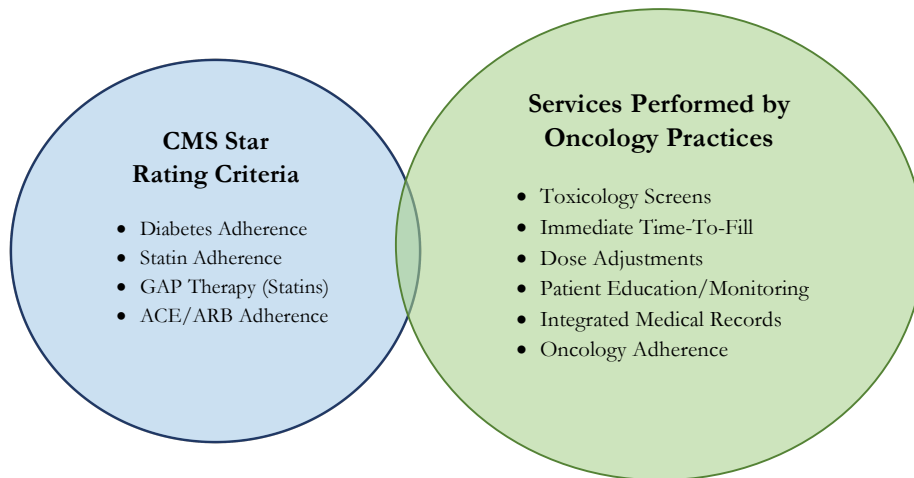 CMS Star
Rating Criteria
• Diabetes Adherence
• Statin Adherence
• GAP Therapy (Statins)
• ACE/ARB Adherence
Services Performed by
Oncology Practices
• Toxicology Screens
• Immediate Time-To-Fill
• Dose Adjustments
• Patient Education/Monitoring
• Integrated Medical Records
• Oncology Adherence